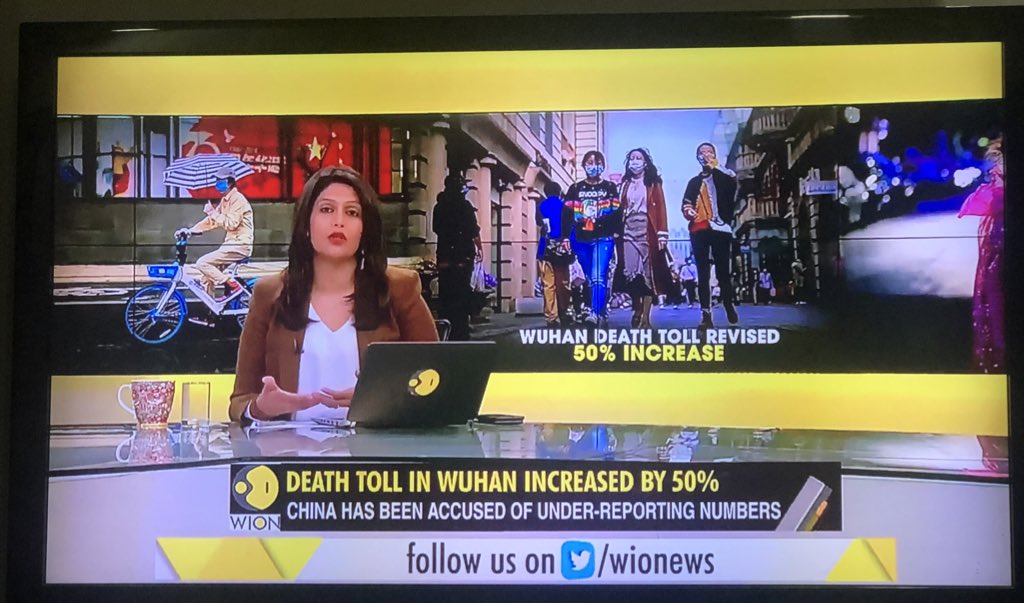 SNOOPY
WUHAN DEATH TOLL REVISED
50% INCREASE
DEATH TOLL IN WUHAN INCREASED BY 50%
CHINA HAS BEEN ACCUSED OF UNDER-REPORTING NUMBERS
WION
follow us on /wionews